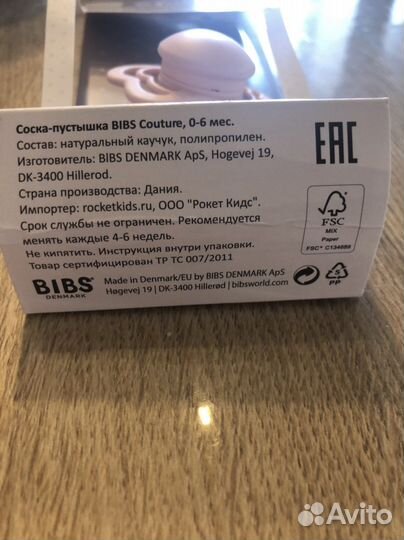 Соска-пустышка BIBS Couture, 0-6 мес.
Состав: натуральный каучук, полипропилен.
Изготовитель: BIBS DENMARK ApS, Hogevej 19,
DK-3400 Hillerod.
Страна производства: Дания.
Импортер: rocketkids.ru, ООО "Рокет Кидс".
Срок службы не ограничен. Рекомендуется
менять каждые 4-6 недель.
Не кипятить. Инструкция внутри упаковки.
Товар сертифицирован ТР ТС 007/2011
EAC
FSC
MIX
Paper
FSC® C134689
BIBS
DENMARK
Made in Denmark/EU by BIBS DENMARK ApS
Høgevej 19 | DK-3400 Hillerød | bibsworld.com
5
PP
Avito